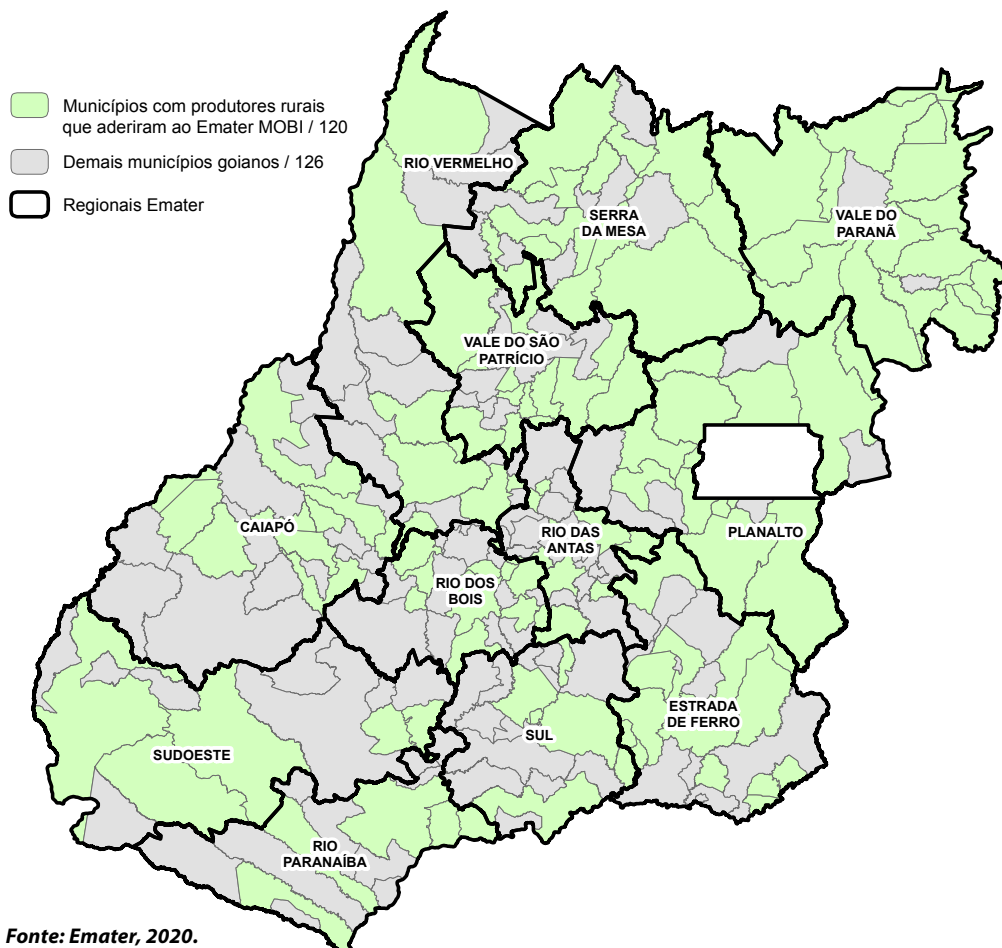 Municípios com produtores rurais
que aderiram ao Emater MOBI / 120
Demais municípios goianos / 126
Regionais Emater
RIO VERMELHO
SERRA
DA MESA
VALE DO
PARANÃ
VALE DO SÃO
PATRÍCIO
CAIAPÓ
RIO DAS
ANTAS
PLANALTO
RIO DOS
BOIS
ESTRADA
DE FERRO
SUL
SUDOESTE
RIO
PARANAÍBA
Fonte: Emater, 2020.